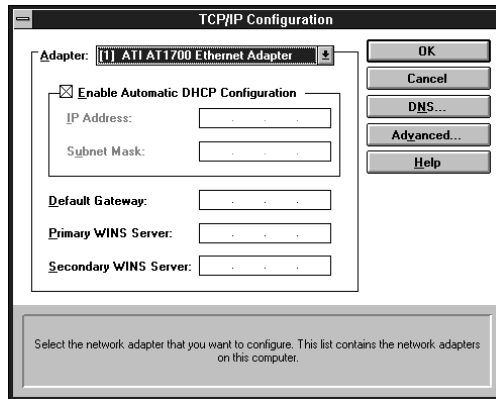 TCP/IP Configuration
Adapter: [1] ATI AT1700 Ethernet Adapter
Enable Automatic DHCP Configuration
IP Address: . . .
Subnet Mask: . . .
Default Gateway: . . .
Primary WINS Server: . . .
Secondary WINS Server: . . .
OK
Cancel
DNS...
Advanced...
Help
Select the network adapter that you want to configure. This list contains the network adapters
on this computer.